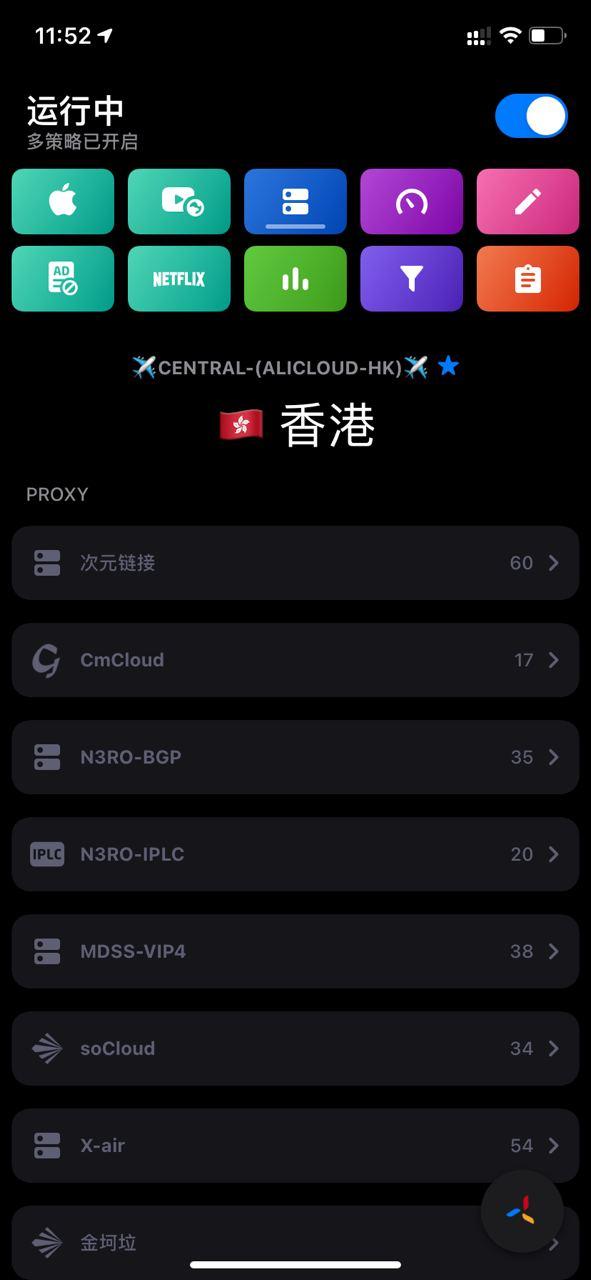 11:52
运行中
多策略已开启
AD
NETFLIX
✈️CENTRAL-(ALICLOUD-HK)✈️
🇭🇰 香港
PROXY
次元链接 60
CmCloud 17
N3RO-BGP 35
IPLC N3RO-IPLC 20
MDSS-VIP4 38
soCloud 34
X-air 54
金坷垃